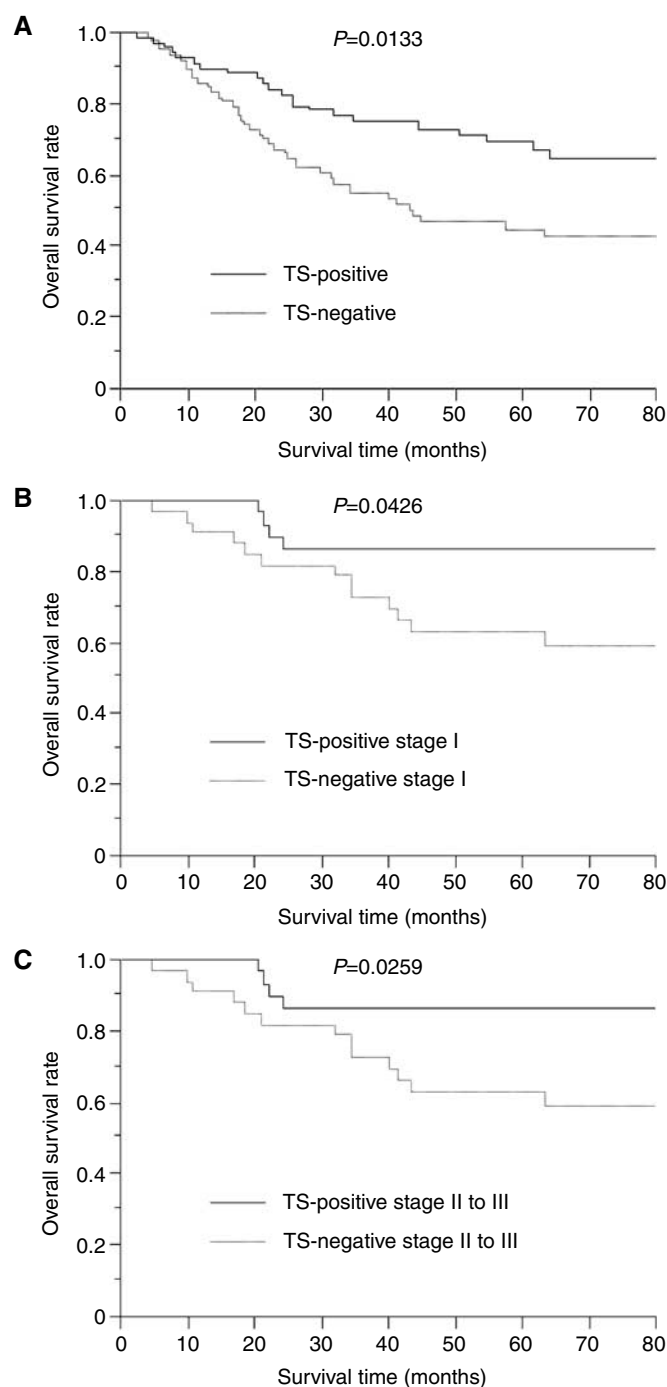 A
P=0.0133
1.0
0.8
0.6
0.4
0.2
0
Overall survival rate
TS-positive
TS-negative
0 10 20 30 40 50 60 70 80
Survival time (months)
B
P=0.0426
1.0
0.8
0.6
0.4
0.2
0
Overall survival rate
TS-positive stage I
TS-negative stage I
0 10 20 30 40 50 60 70 80
Survival time (months)
C
P=0.0259
1.0
0.8
0.6
0.4
0.2
0
Overall survival rate
TS-positive stage II to III
TS-negative stage II to III
0 10 20 30 40 50 60 70 80
Survival time (months)